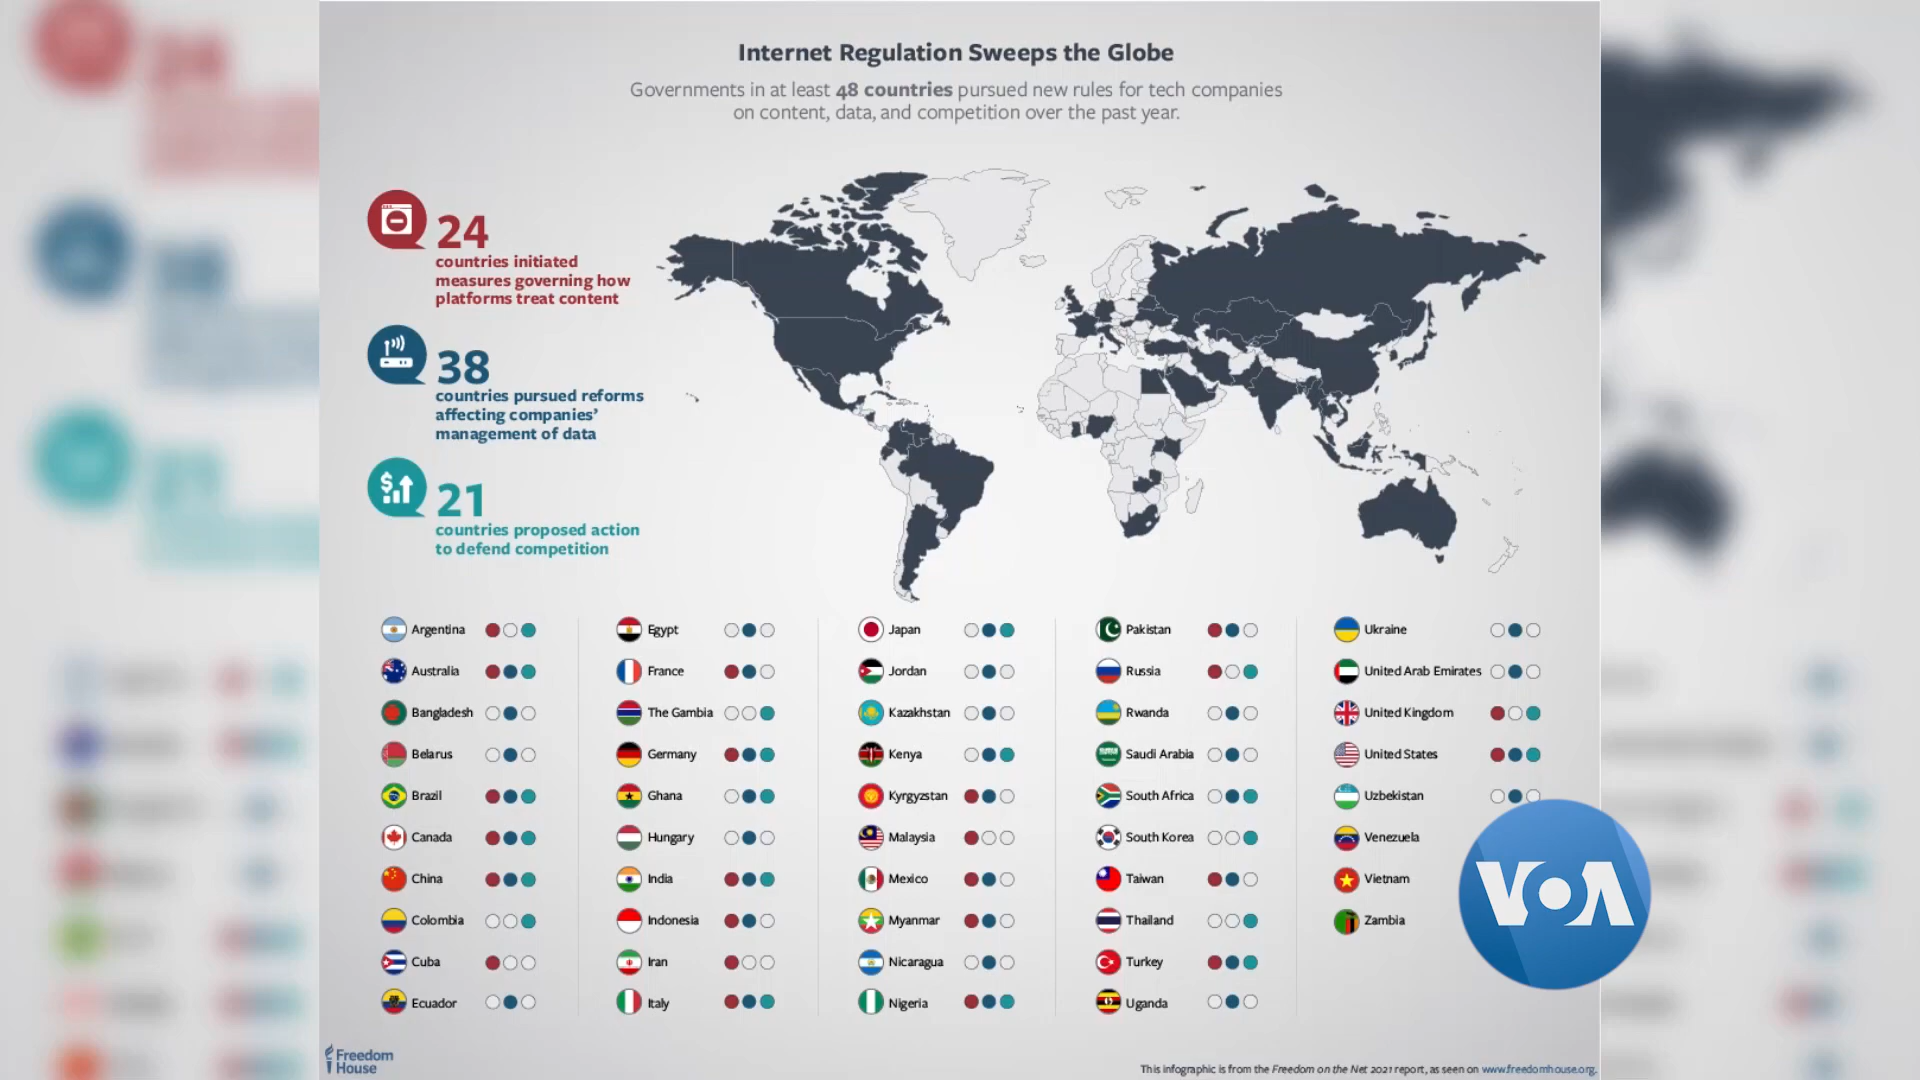 Internet Regulation Sweeps the Globe
Governments in at least 48 countries pursued new rules for tech companies
on content, data, and competition over the past year.
24
countries initiated
measures governing how
platforms treat content
38
countries pursued reforms
affecting companies’
management of data
$
21
countries proposed action
to defend competition
Argentina
Australia
Bangladesh
Belarus
Brazil
Canada
China
Colombia
Cuba
Ecuador
Egypt
France
The Gambia
Germany
Ghana
Hungary
India
Indonesia
Iran
Italy
Japan
Jordan
Kazakhstan
Kenya
Kyrgyzstan
Malaysia
Mexico
Myanmar
Nicaragua
Nigeria
Pakistan
Russia
Rwanda
Saudi Arabia
South Africa
South Korea
Taiwan
Thailand
Turkey
Uganda
Ukraine
United Arab Emirates
United Kingdom
United States
Uzbekistan
Venezuela
Vietnam
Zambia
VOA
Freedom
House
This infographic is from the Freedom on the Net 2021 report, as seen on www.freedomhouse.org.